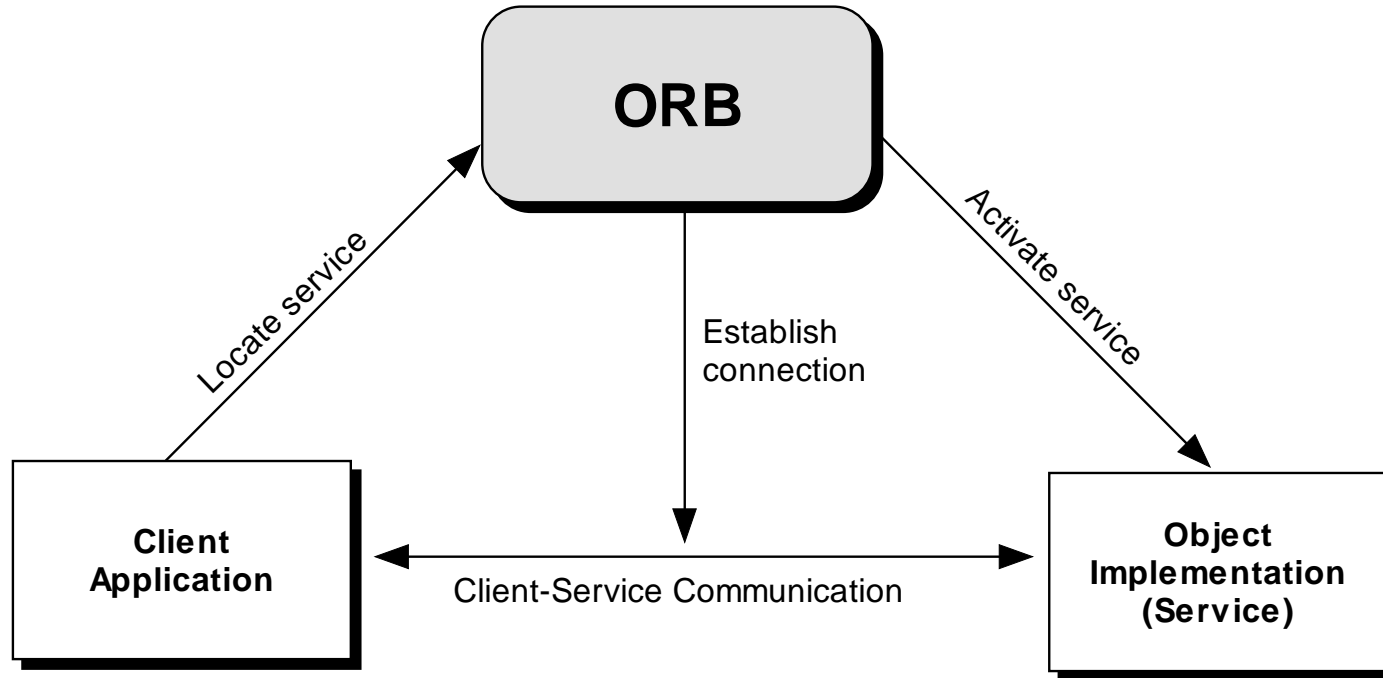 ORB
Locate service
Activate service
Establish
connection
Client
Application
Client-Service Communication
Object
Implementation
(Service)